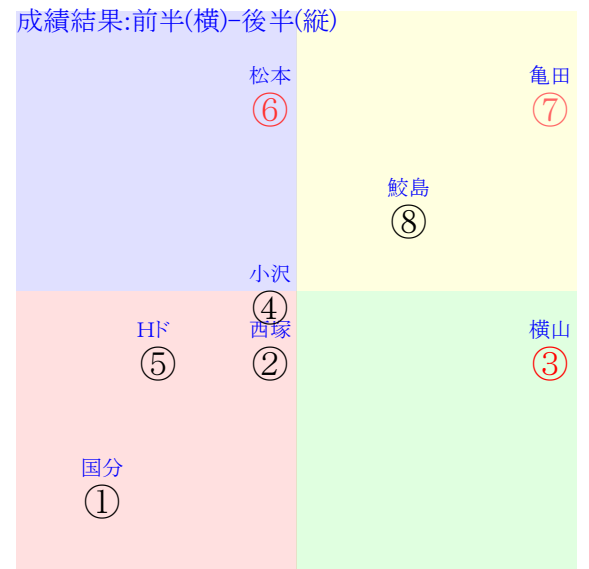 成績結果:前半(横)-後半(縦)
松本
⑥
亀田
⑦
鮫島
⑧
小沢
④
Hド
⑤
西塚
②
横山
③
国分
①